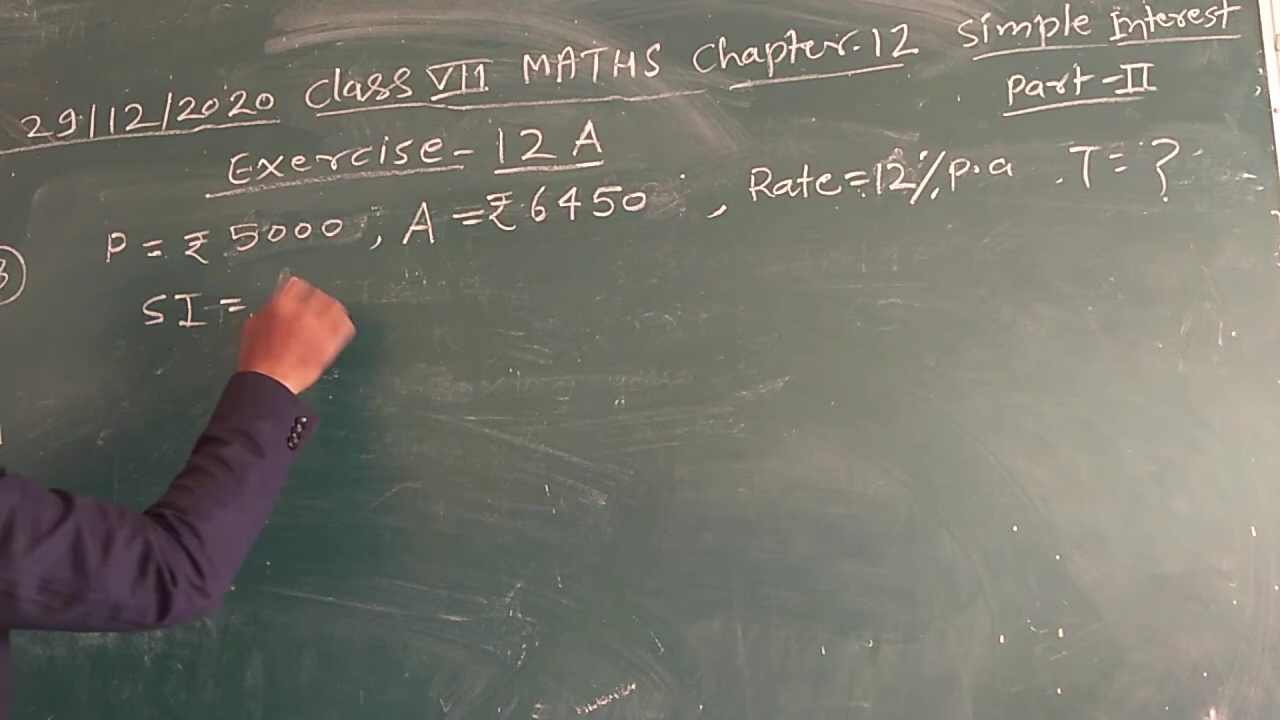 29/12/2020 Class VII MATHS Chapter.12 Simple Interest
Part-II
Exercise-12 A
P = ₹ 5000 , A = ₹ 6450 , Rate=12% p.a . T = ?
SI =